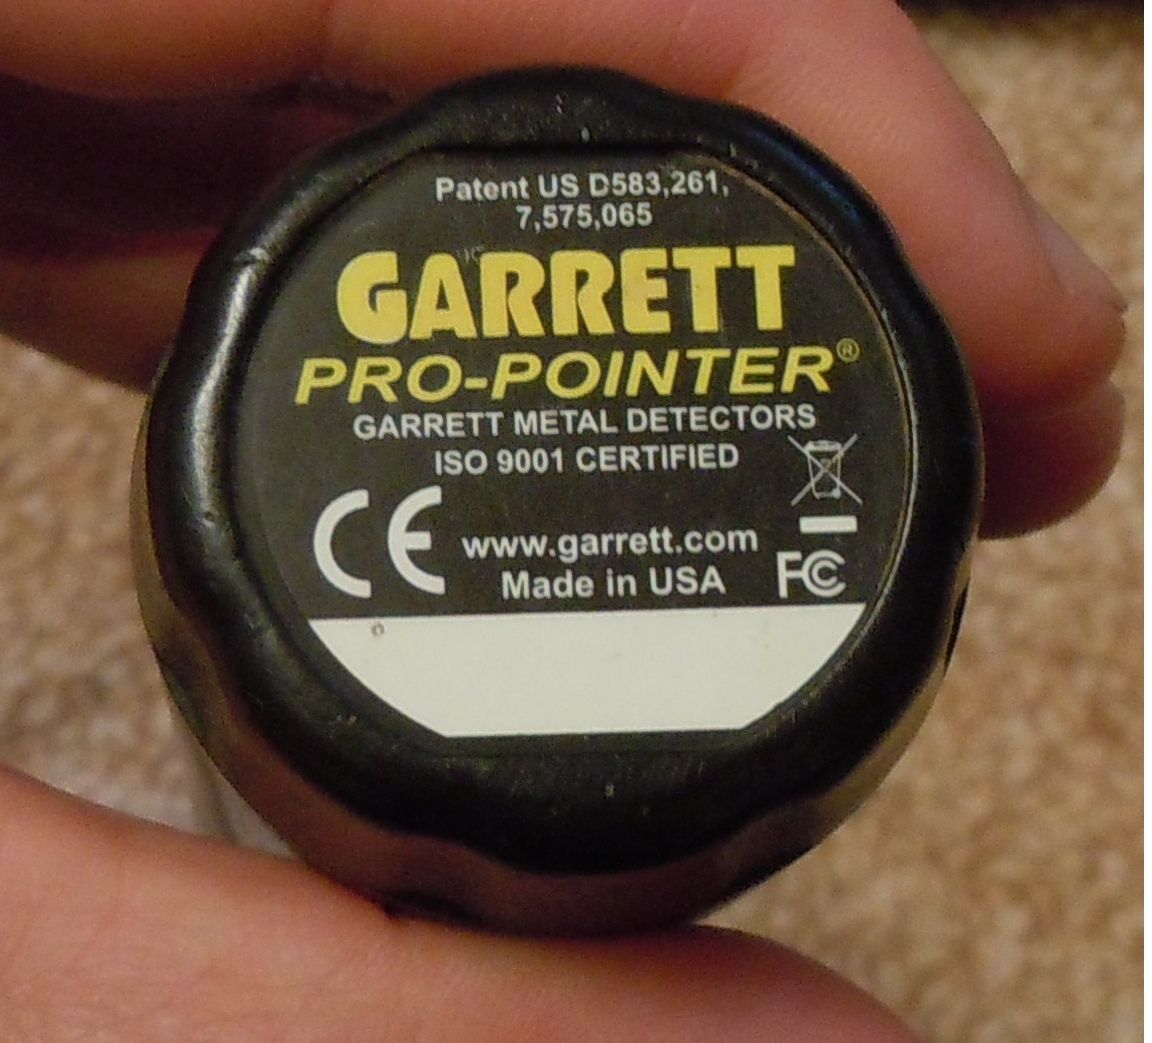 Patent US D583,261,
7,575,065
GARRETT
PRO-POINTER®
GARRETT METAL DETECTORS
ISO 9001 CERTIFIED
CE
www.garrett.com
Made in USA
FC